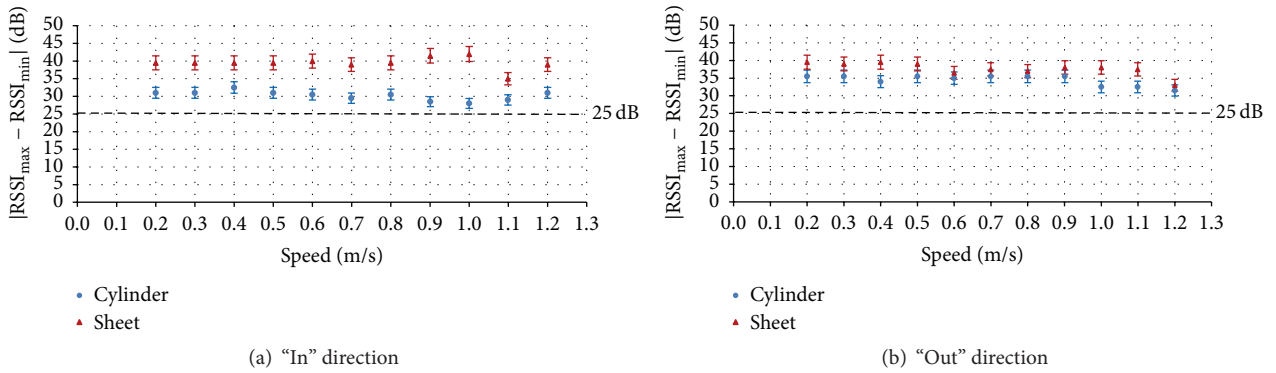 |RSSI_max − RSSI_min| (dB)
50
45
40
35
30
25
20
15
10
5
0
25 dB
0.0 0.1 0.2 0.3 0.4 0.5 0.6 0.7 0.8 0.9 1.0 1.1 1.2 1.3
Speed (m/s)
Cylinder
Sheet
(a) “In” direction
|RSSI_max − RSSI_min| (dB)
50
45
40
35
30
25
20
15
10
5
0
25 dB
0.0 0.1 0.2 0.3 0.4 0.5 0.6 0.7 0.8 0.9 1.0 1.1 1.2 1.3
Speed (m/s)
Cylinder
Sheet
(b) “Out” direction